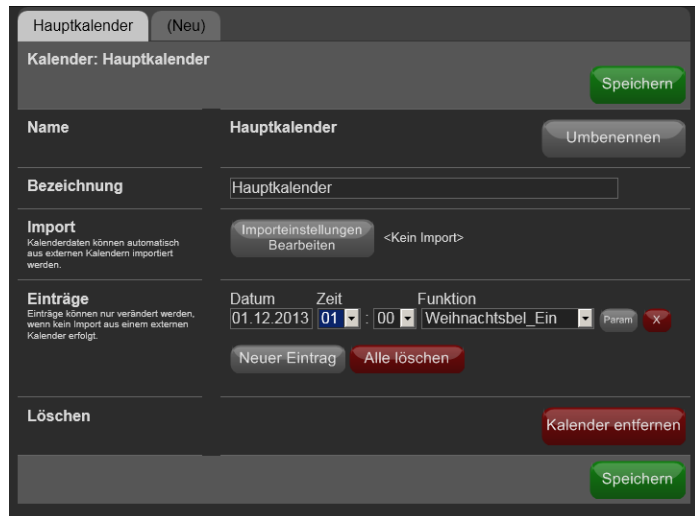 Hauptkalender (Neu)
Kalender: Hauptkalender
Speichern
Name Hauptkalender
Umbenennen
Bezeichnung Hauptkalender
Import
Kalenderdaten können automatisch
aus externen Kalendern importiert
werden.
Importeinstellungen
Bearbeiten
<Kein Import>
Einträge
Einträge können nur verändert werden,
wenn kein Import aus einem externen
Kalender erfolgt.
Datum Zeit Funktion
01.12.2013 01 : 00 Weihnachtsbel_Ein Param X
Neuer Eintrag Alle löschen
Löschen
Kalender entfernen
Speichern